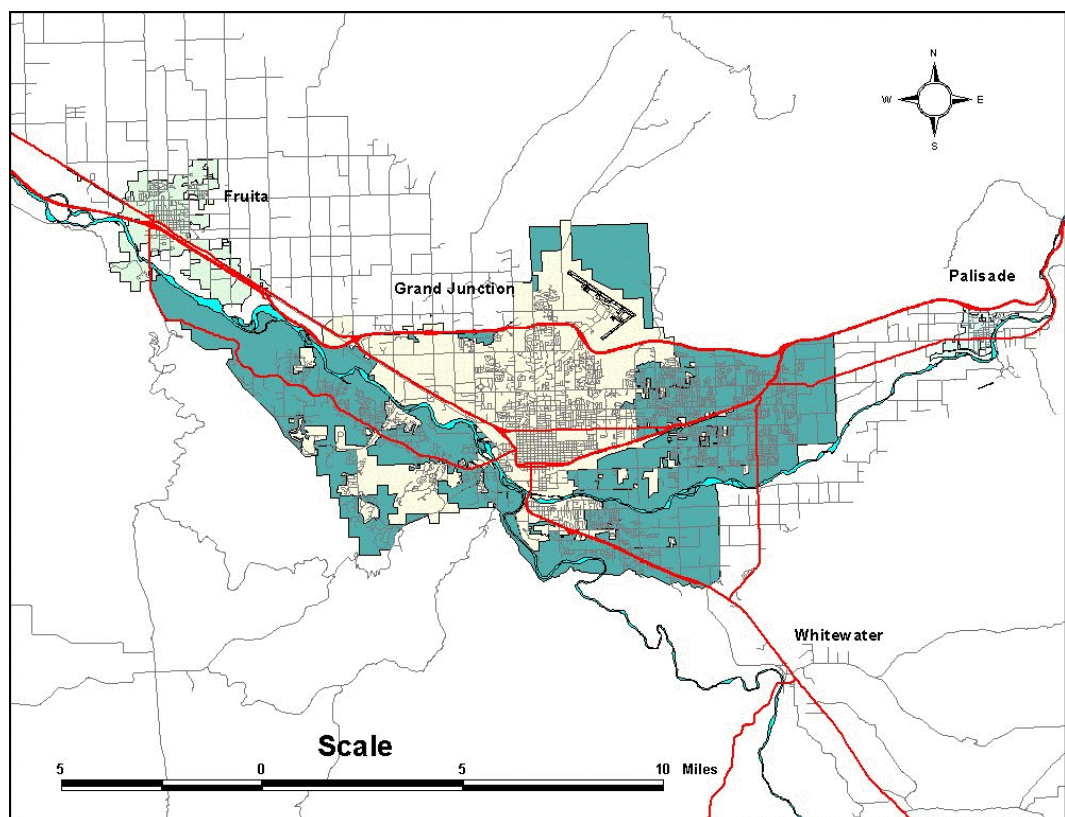 N
W E
S
Fruita
Grand Junction
Palisade
Whitewater
Scale
5 0 5 10 Miles